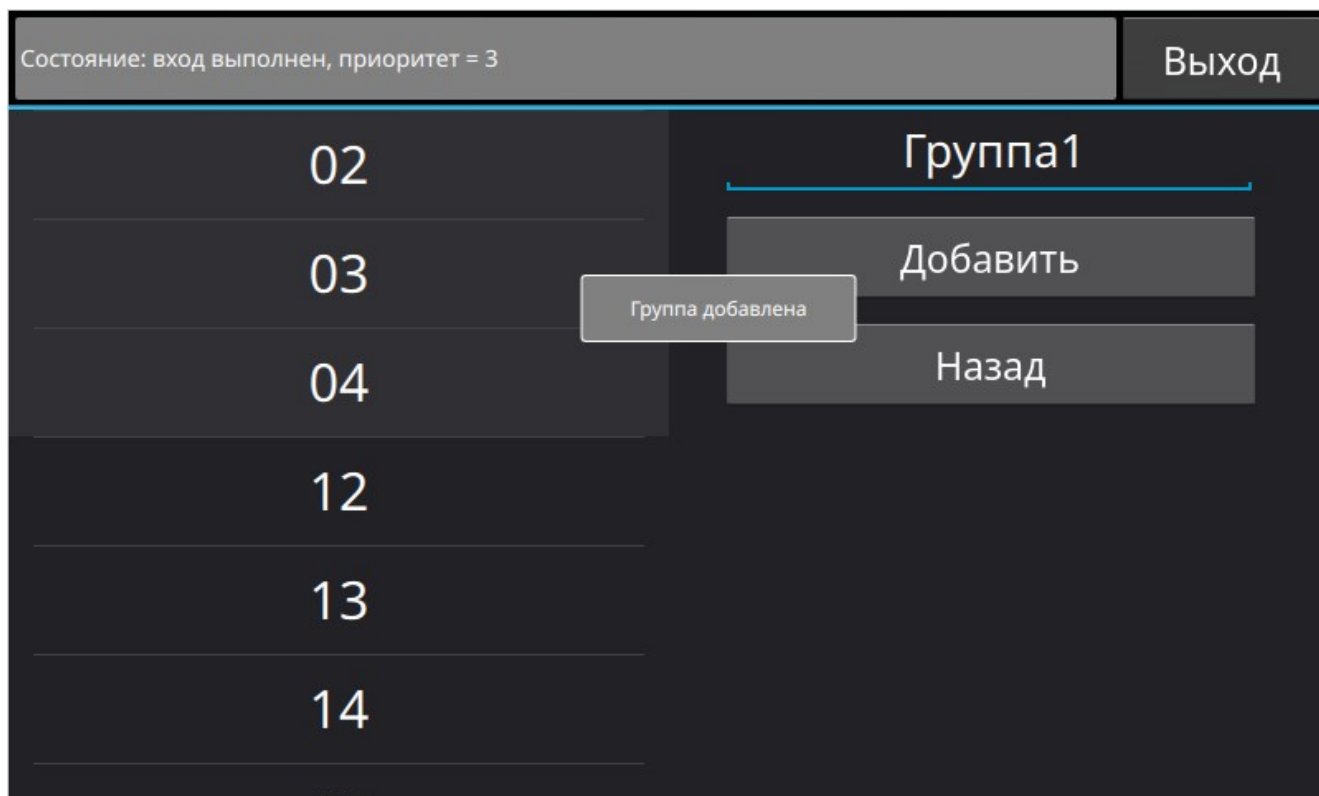 Состояние: вход выполнен, приоритет = 3
Выход
02
03
04
12
13
14
Группа1
Добавить
Группа добавлена
Назад